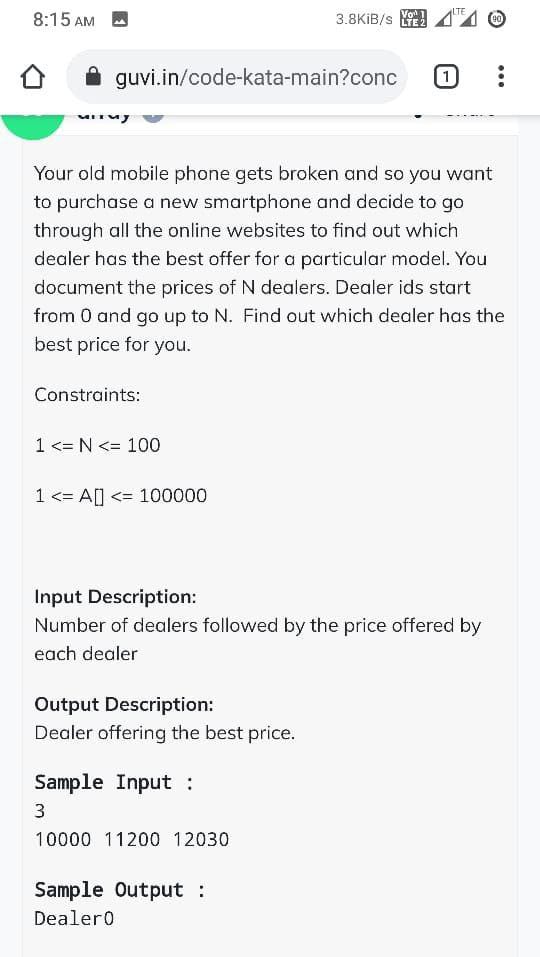 8:15 AM
3.8KiB/s Vo) 1 LTE 2 LTE 90
guvi.in/code-kata-main?conc 1
Your old mobile phone gets broken and so you want
to purchase a new smartphone and decide to go
through all the online websites to find out which
dealer has the best offer for a particular model. You
document the prices of N dealers. Dealer ids start
from 0 and go up to N. Find out which dealer has the
best price for you.
Constraints:
1 <= N <= 100
1 <= A[] <= 100000
Input Description:
Number of dealers followed by the price offered by
each dealer
Output Description:
Dealer offering the best price.
Sample Input :
3
10000 11200 12030
Sample Output :
Dealer0